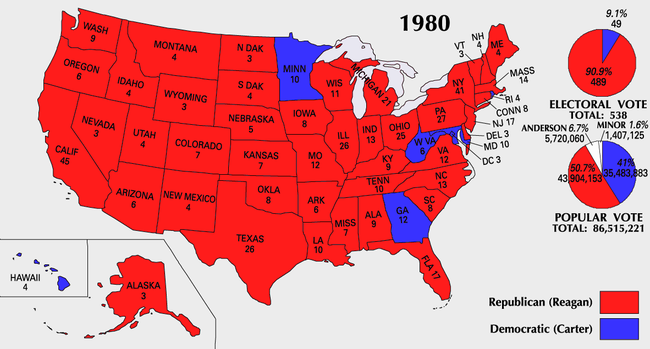 1980
WASH
9
OREGON
6
CALIF
45
NEVADA
3
IDAHO
4
MONTANA
4
WYOMING
3
UTAH
4
ARIZONA
6
COLORADO
7
NEW MEXICO
4
N DAK
3
S DAK
4
NEBRASKA
5
KANSAS
7
OKLA
8
TEXAS
26
MINN
10
IOWA
8
MO
12
ARK
6
LA
10
WIS
11
ILL
26
MICHIGAN 21
IND
13
OHIO
25
KY
9
TENN
10
MISS
7
ALA
9
GA
12
FLA 17
SC
8
NC
13
VA
12
W VA
6
PA
27
NY
41
VT
3
NH
4
ME
4
MASS
14
RI 4
CONN 8
NJ 17
DEL 3
MD 10
DC 3
HAWAII
4
ALASKA
3
9.1%
49
90.9%
489
ELECTORAL VOTE
TOTAL: 538
ANDERSON 6.7%
5,720,060
MINOR 1.6%
1,407,125
50.7%
43,904,153
41%
35,483,883
POPULAR VOTE
TOTAL: 86,515,221
Republican (Reagan)
Democratic (Carter)